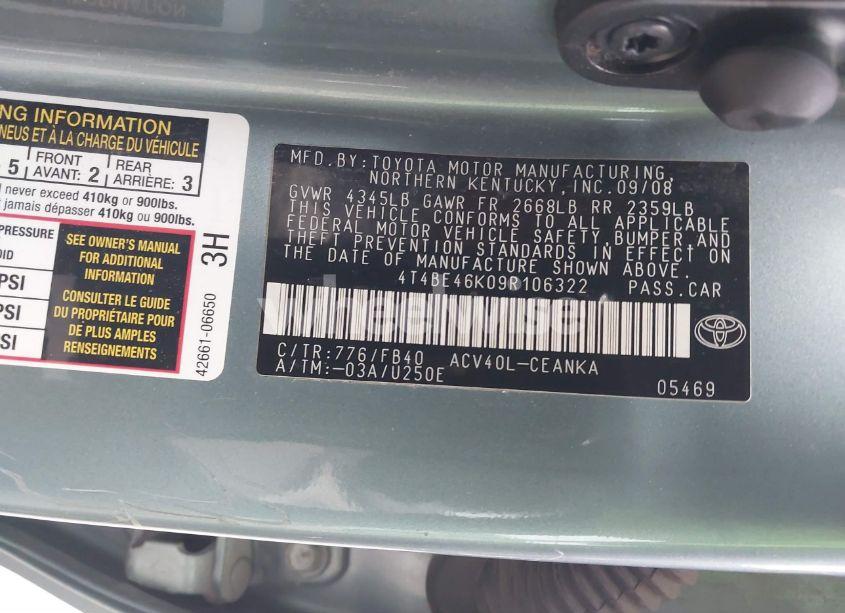 NG INFORMATION
NEUS ET À LA CHARGE DU VÉHICULE
5 FRONT AVANT: 2 REAR ARRIÈRE: 3
never exceed 410kg or 900lbs.
jamais dépasser 410kg ou 900lbs.
PRESSURE
OID
PSI
PSI
PSI
SEE OWNER'S MANUAL
FOR ADDITIONAL
INFORMATION
CONSULTER LE GUIDE
DU PROPRIÉTAIRE POUR
DE PLUS AMPLES
RENSEIGNEMENTS
42661-06650 3H
MFD. BY: TOYOTA MOTOR MANUFACTURING,
NORTHERN KENTUCKY, INC. 09/08
GVWR 4345LB GAWR FR 2668LB RR 2359LB
THIS VEHICLE CONFORMS TO ALL APPLICABLE
FEDERAL MOTOR VEHICLE SAFETY, BUMPER, AND
THEFT PREVENTION STANDARDS IN EFFECT ON
THE DATE OF MANUFACTURE SHOWN ABOVE.
4T4BE46K09R106322 PASS. CAR
wheelwise
C/TR: 776/FB40 ACV40L-CEANKA
A/TM: -03A/U250E
05469
TOYOTA